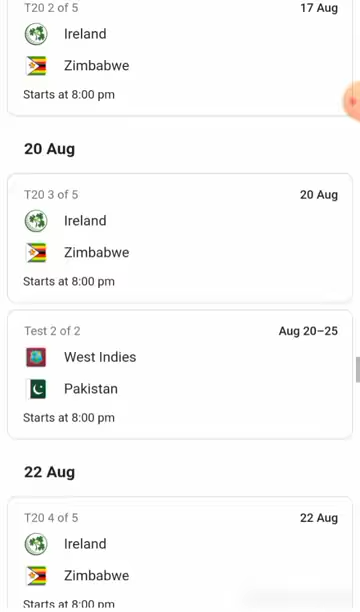 T20 2 of 5 17 Aug
Ireland
Zimbabwe
Starts at 8:00 pm
20 Aug
T20 3 of 5 20 Aug
Ireland
Zimbabwe
Starts at 8:00 pm
Test 2 of 2 Aug 20–25
West Indies
Pakistan
Starts at 8:00 pm
22 Aug
T20 4 of 5 22 Aug
Ireland
Zimbabwe
Starts at 8:00 pm